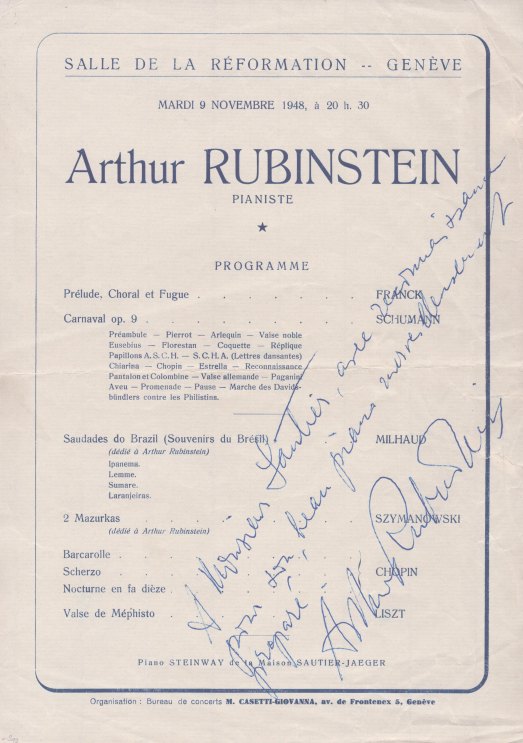 SALLE DE LA RÉFORMATION -- GENÈVE
MARDI 9 NOVEMBRE 1948, à 20 h. 30
Arthur RUBINSTEIN
PIANISTE
PROGRAMME
Prélude, Choral et Fugue . . . . . . . FRANCK
Carnaval op. 9 . . . . . . . SCHUMANN
Préambule — Pierrot — Arlequin — Valse noble
Eusebius — Florestan — Coquette — Réplique
Papillons A.S.C.H. — S.C.H.A. (Lettres dansantes)
Chiarina — Chopin — Estrella — Reconnaissance
Pantalon et Colombine — Valse allemande — Paganini
Aveu — Promenade — Pause — Marche des Davids-
bündlers contre les Philistins.
Saudades do Brazil (Souvenirs du Brésil) . . . MILHAUD
(dédié à Arthur Rubinstein)
Ipanema.
Lemme.
Sumare.
Laranjeiras.
2 Mazurkas . . . . . . . SZYMANOWSKI
(dédié à Arthur Rubinstein)
Barcarolle . . . . . . .
Scherzo . . . . . . . CHOPIN
Nocturne en fa dièze . . . . . . .
Valse de Méphisto . . . . . . . LISZT
Piano STEINWAY de la Maison SAUTIER-JAEGER
Organisation : Bureau de concerts M. CASETTI-GIOVANNA, av. de Frontenex 5, Genève
A Monsieur Sautier, avec reconnaissance
pour son beau piano merveilleusement
préparé
Arthur Rubinstein